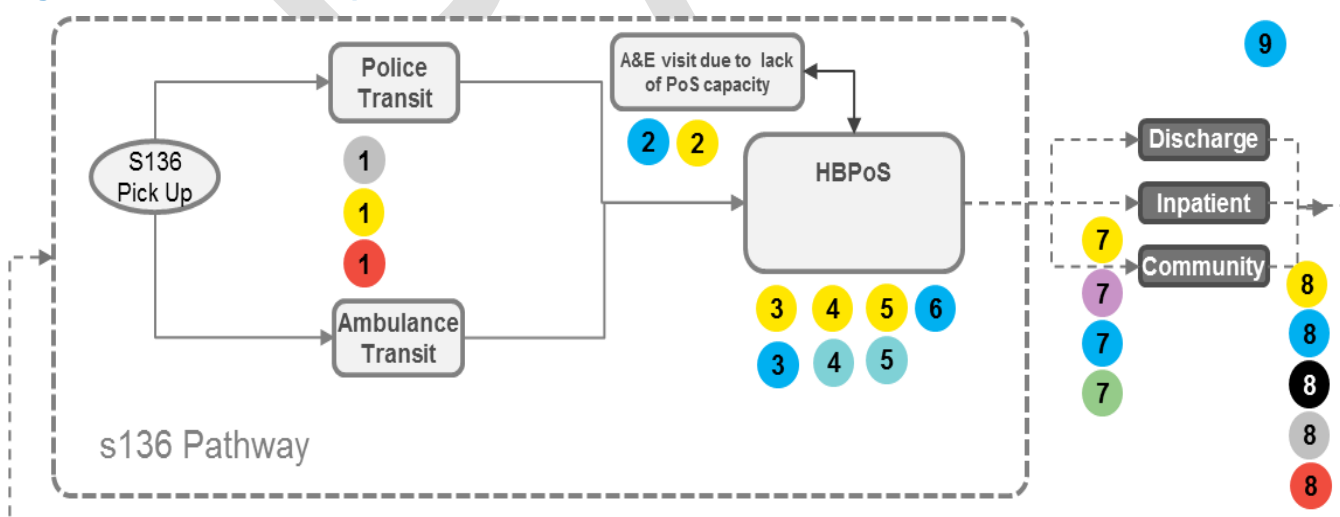 9
Police
Transit
A&E visit due to lack
of PoS capacity
S136
Pick Up
1
1
1
2 2
HBPoS
Discharge
Inpatient
Community
Ambulance
Transit
3 4 5 6
3 4 5
7
7
7
7
8
8
8
8
8
s136 Pathway